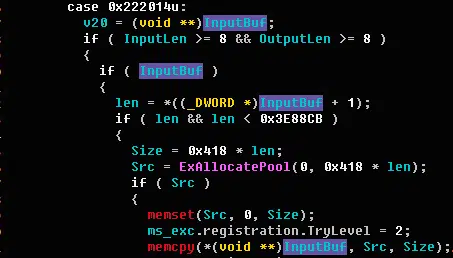 case 0x222014u:
v20 = (void **)InputBuf;
if ( InputLen >= 8 && OutputLen >= 8 )
{
if ( InputBuf )
{
len = *((_DWORD *)InputBuf + 1);
if ( len && len < 0x3E88CB )
{
Size = 0x418 * len;
Src = ExAllocatePool(0, 0x418 * len);
if ( Src )
{
memset(Src, 0, Size);
ms_exc.registration.TryLevel = 2;
memcpy(*(void **)InputBuf, Src, Size);